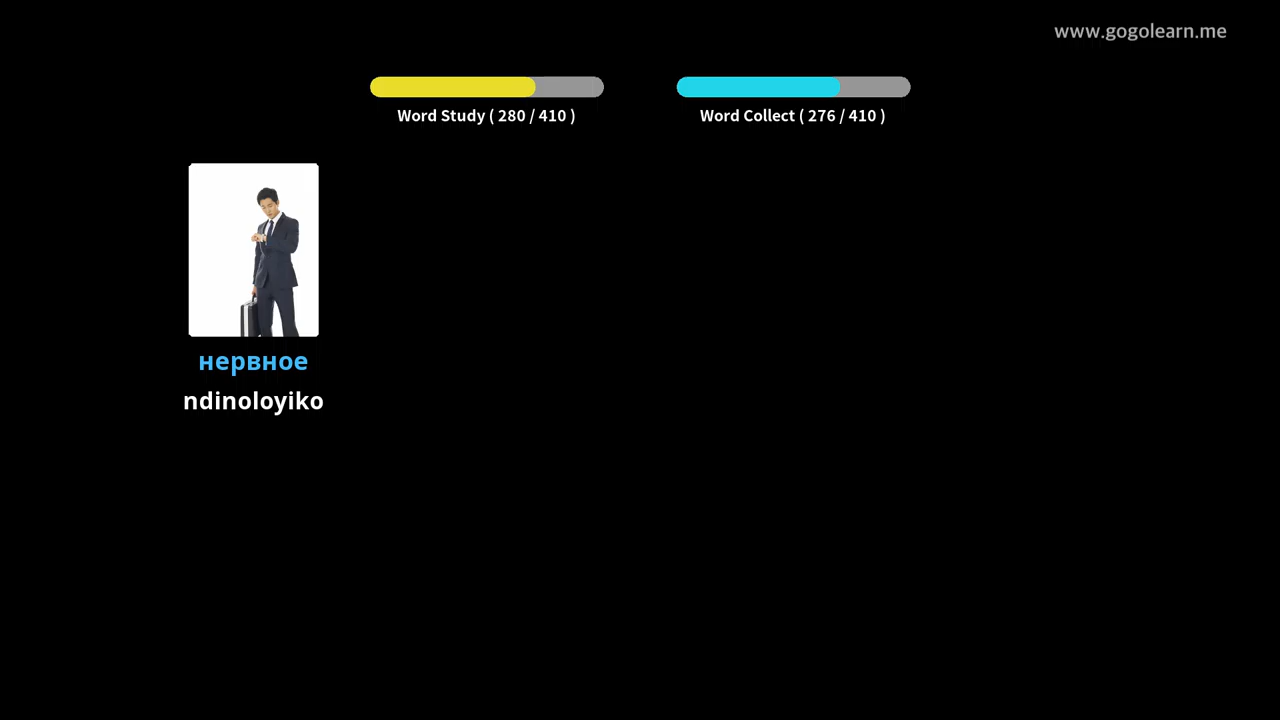 www.gogolearn.me
Word Study ( 280 / 410 )
Word Collect ( 276 / 410 )
нервное
ndinoloyiko